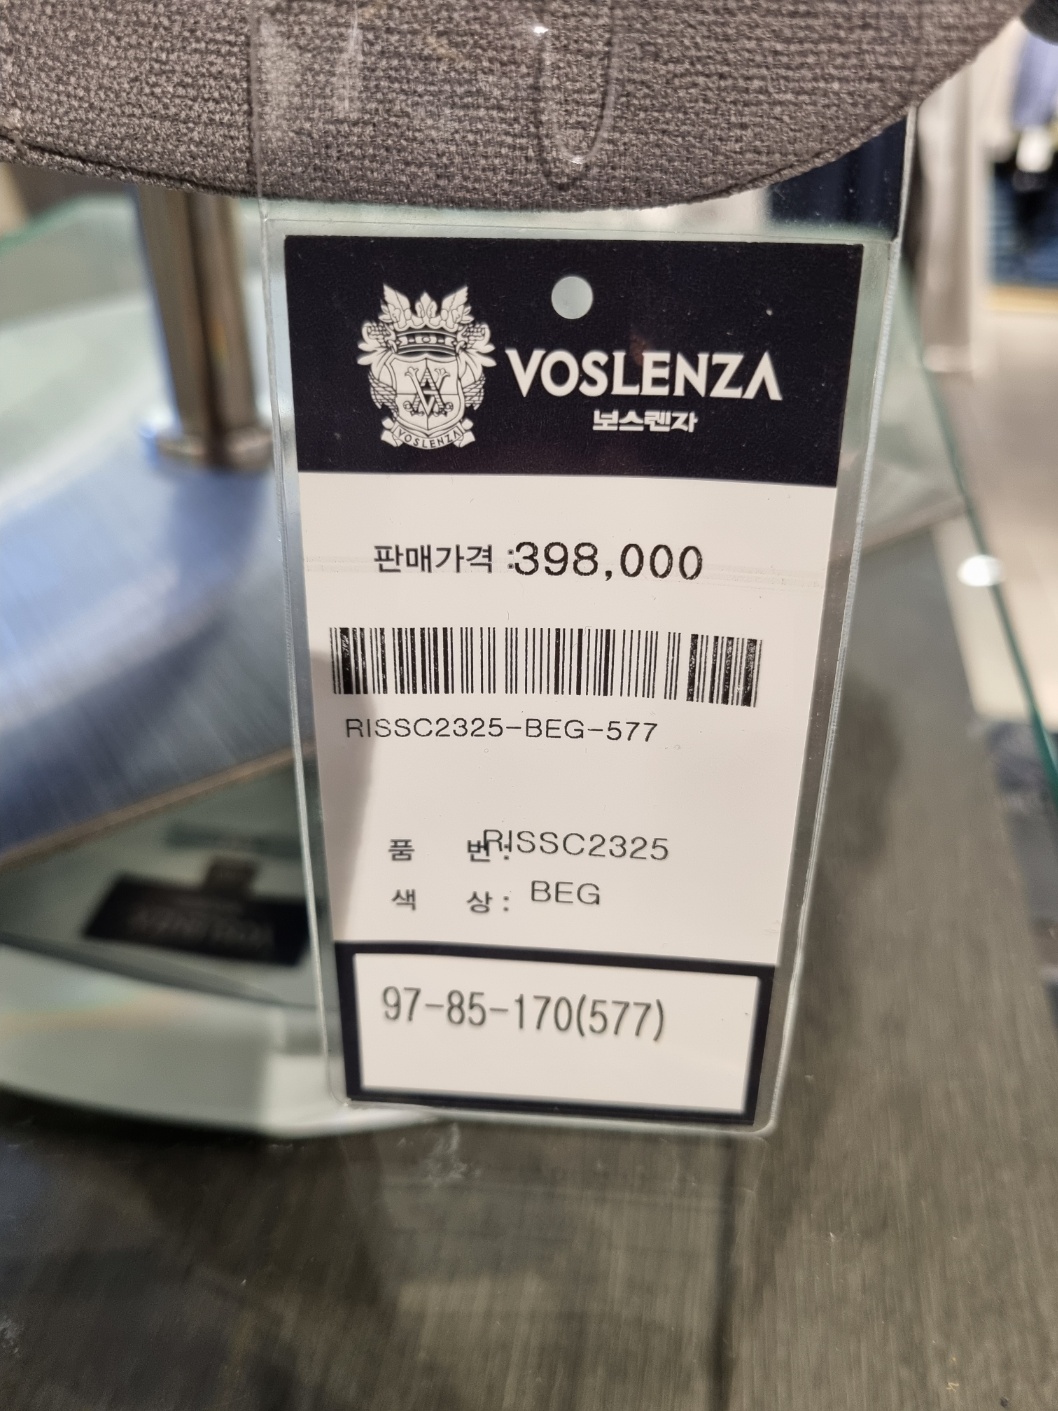 VOSLENZA
VOSLENZA
보스렌자
판매가격 :398,000
RISSC2325-BEG-577
품 번: RISSC2325
색 상: BEG
97-85-170(577)